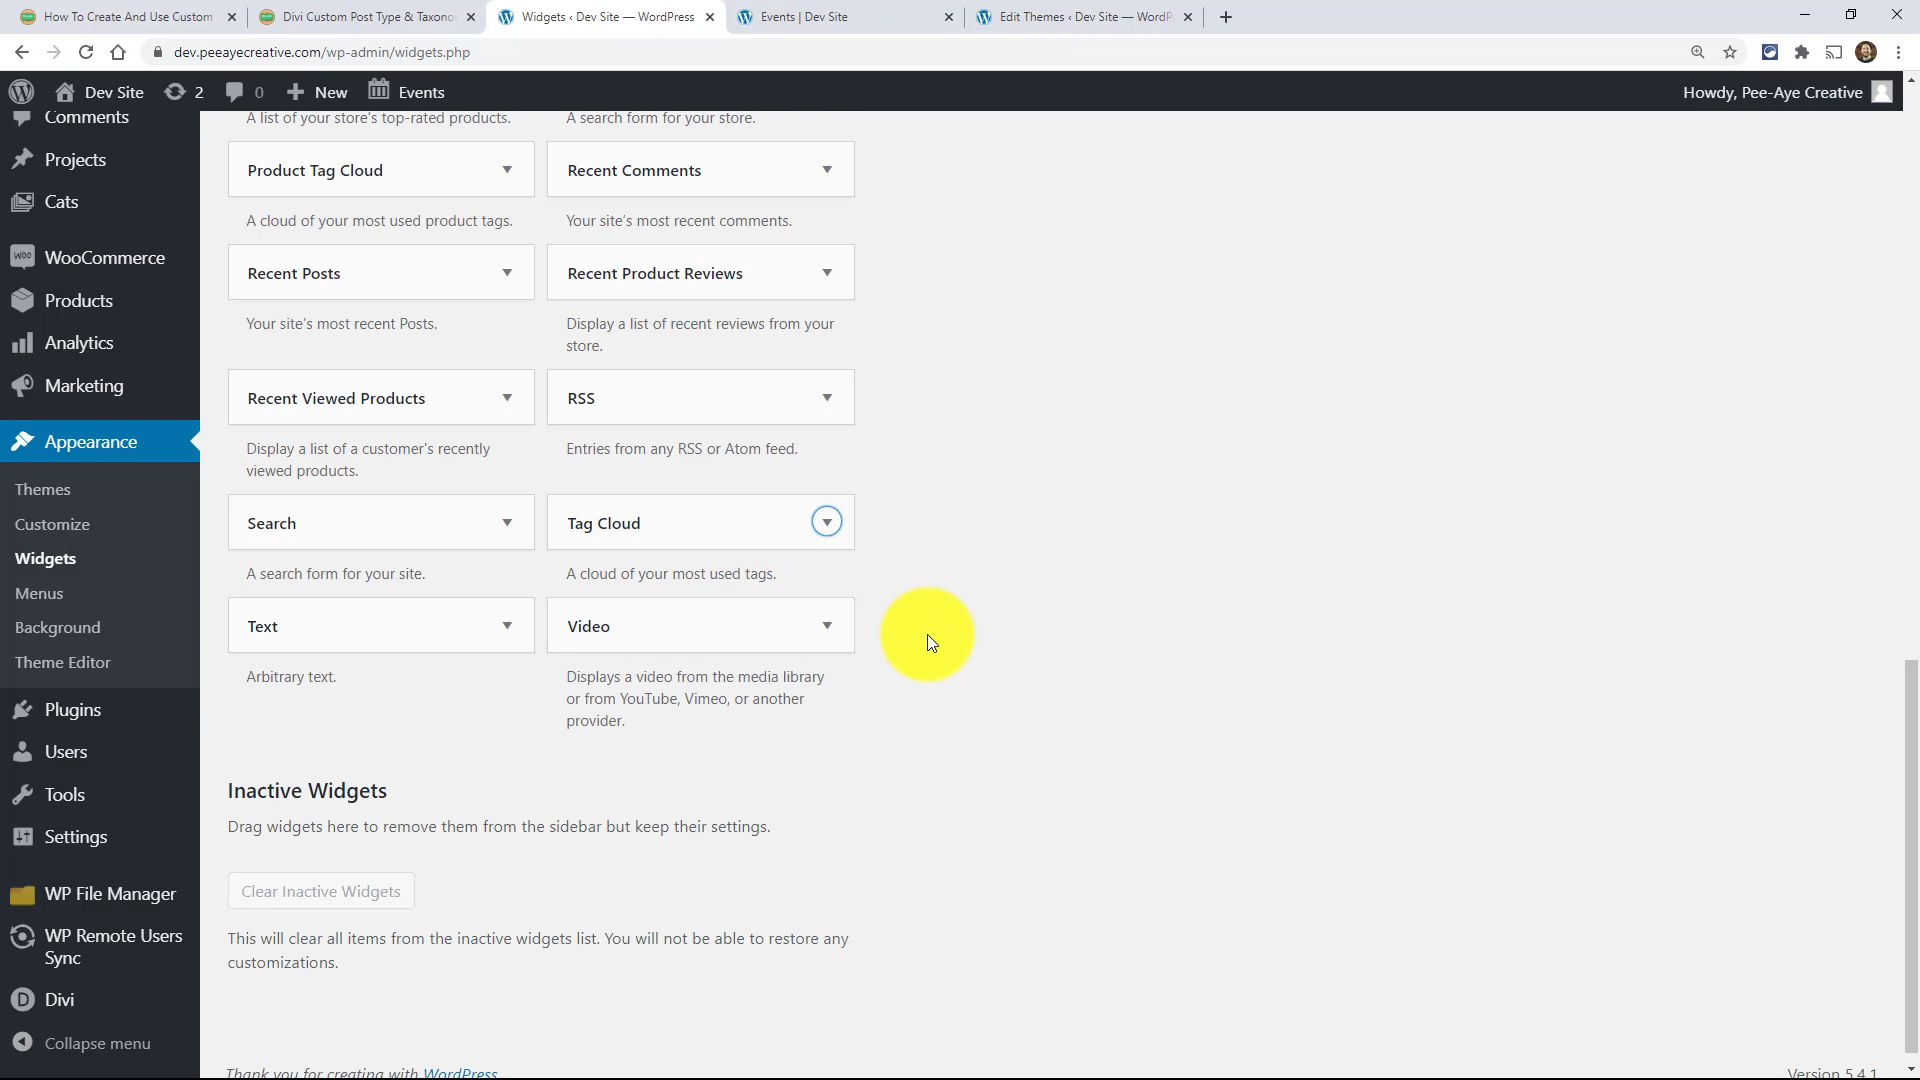 How To Create And Use Custom
Divi Custom Post Type & Taxono
Widgets ‹ Dev Site — WordPress
Events | Dev Site
Edit Themes ‹ Dev Site — WordP
dev.peeayecreative.com/wp-admin/widgets.php
Dev Site
2
0
New
Events
Howdy, Pee-Aye Creative
Comments
Projects
Cats
WooCommerce
Products
Analytics
Marketing
Appearance
Themes
Customize
Widgets
Menus
Background
Theme Editor
Plugins
Users
Tools
Settings
WP File Manager
WP Remote Users
Sync
Divi
Collapse menu
A list of your store's top-rated products.
A search form for your store.
Product Tag Cloud
Recent Comments
A cloud of your most used product tags.
Your site's most recent comments.
Recent Posts
Recent Product Reviews
Your site's most recent Posts.
Display a list of recent reviews from your
store.
Recent Viewed Products
RSS
Display a list of a customer's recently
viewed products.
Entries from any RSS or Atom feed.
Search
Tag Cloud
A search form for your site.
A cloud of your most used tags.
Text
Video
Arbitrary text.
Displays a video from the media library
or from YouTube, Vimeo, or another
provider.
Inactive Widgets
Drag widgets here to remove them from the sidebar but keep their settings.
Clear Inactive Widgets
This will clear all items from the inactive widgets list. You will not be able to restore any
customizations.
Thank you for creating with WordPress
Version 5.4.1